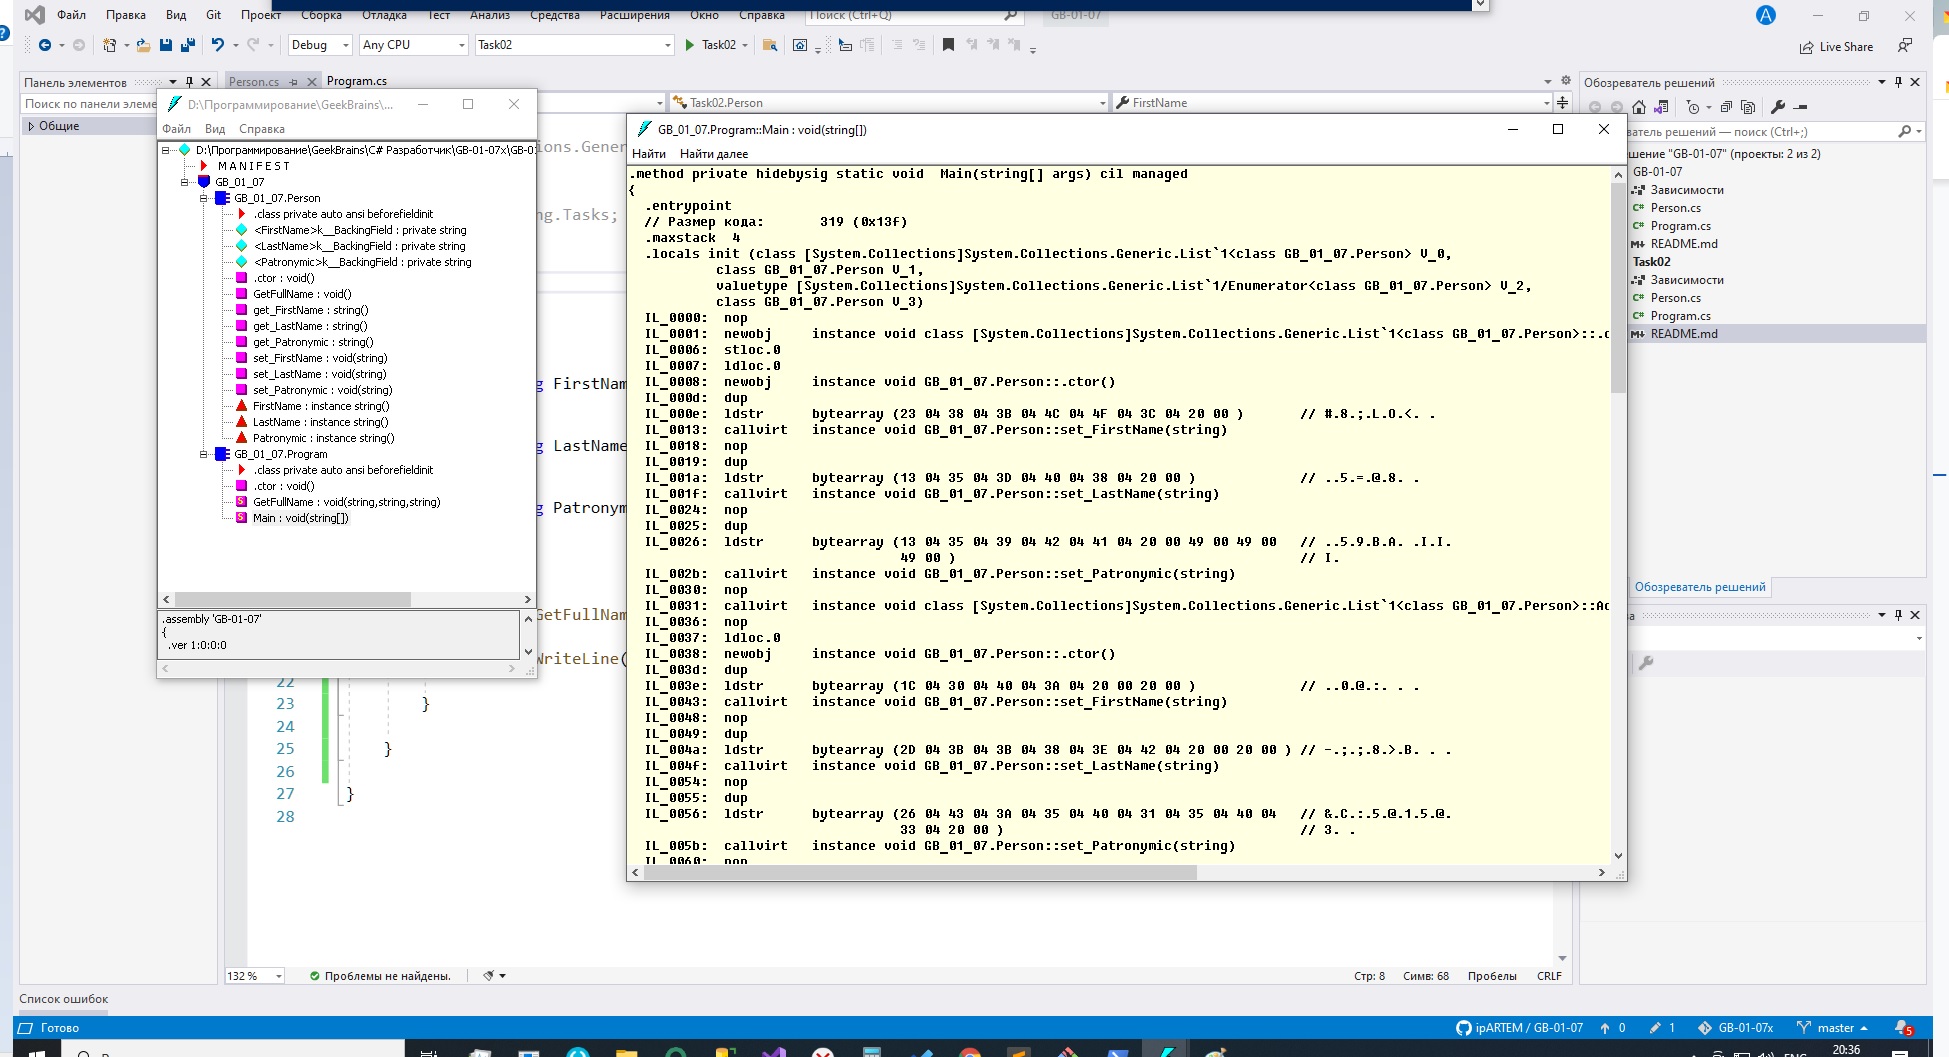 Файл Правка Вид Git Проект Сборка Отладка Тест Анализ Средства Расширения Окно Справка Поиск (Ctrl+Q) GB-01-07 A
Debug Any CPU Task02 Task02 Live Share
Панель элементов Person.cs Program.cs Обозреватель решений
Поиск по панели элеме
Общие
Task02.Person FirstName
D:\Программирование\GeekBrains\...
Файл Вид Справка
D:\Программирование\GeekBrains\C# Разработчик\GB-01-07x\GB-01
M A N I F E S T
GB_01_07
GB_01_07.Person
.class private auto ansi beforefieldinit
<FirstName>k__BackingField : private string
<LastName>k__BackingField : private string
<Patronymic>k__BackingField : private string
.ctor : void()
GetFullName : void()
get_FirstName : string()
get_LastName : string()
get_Patronymic : string()
set_FirstName : void(string)
set_LastName : void(string)
set_Patronymic : void(string)
FirstName : instance string()
LastName : instance string()
Patronymic : instance string()
GB_01_07.Program
.class private auto ansi beforefieldinit
.ctor : void()
GetFullName : void(string,string,string)
Main : void(string[])
.assembly 'GB-01-07'
{
.ver 1:0:0:0
ions.Gener
ng.Tasks;
g FirstNam
g LastName
g Patronym
GetFullNam
WriteLine(
22
23 }
24
25 }
26
27 }
28
GB_01_07.Program::Main : void(string[])
Найти Найти далее
.method private hidebysig static void  Main(string[] args) cil managed
{
.entrypoint
// Размер кода: 319 (0x13f)
.maxstack  4
.locals init (class [System.Collections]System.Collections.Generic.List`1<class GB_01_07.Person> V_0,
class GB_01_07.Person V_1,
valuetype [System.Collections]System.Collections.Generic.List`1/Enumerator<class GB_01_07.Person> V_2,
class GB_01_07.Person V_3)
IL_0000: nop
IL_0001: newobj instance void class [System.Collections]System.Collections.Generic.List`1<class GB_01_07.Person>::.c
IL_0006: stloc.0
IL_0007: ldloc.0
IL_0008: newobj instance void GB_01_07.Person::.ctor()
IL_000d: dup
IL_000e: ldstr bytearray (23 04 38 04 3B 04 4C 04 4F 04 3C 04 20 00 ) // #.8.;.L.O.<. .
IL_0013: callvirt instance void GB_01_07.Person::set_FirstName(string)
IL_0018: nop
IL_0019: dup
IL_001a: ldstr bytearray (13 04 35 04 3D 04 40 04 38 04 20 00 ) // ..5.=.@.8. .
IL_001f: callvirt instance void GB_01_07.Person::set_LastName(string)
IL_0024: nop
IL_0025: dup
IL_0026: ldstr bytearray (13 04 35 04 39 04 42 04 41 04 20 00 49 00 49 00 // ..5.9.B.A. .I.I.
49 00 ) // I.
IL_002b: callvirt instance void GB_01_07.Person::set_Patronymic(string)
IL_0030: nop
IL_0031: callvirt instance void class [System.Collections]System.Collections.Generic.List`1<class GB_01_07.Person>::Ad
IL_0036: nop
IL_0037: ldloc.0
IL_0038: newobj instance void GB_01_07.Person::.ctor()
IL_003d: dup
IL_003e: ldstr bytearray (1C 04 30 04 40 04 3A 04 20 00 20 00 ) // ..0.@.:. . .
IL_0043: callvirt instance void GB_01_07.Person::set_FirstName(string)
IL_0048: nop
IL_0049: dup
IL_004a: ldstr bytearray (2D 04 3B 04 3B 04 38 04 3E 04 42 04 20 00 20 00 ) // -.;.;.8.>.B. . .
IL_004f: callvirt instance void GB_01_07.Person::set_LastName(string)
IL_0054: nop
IL_0055: dup
IL_0056: ldstr bytearray (26 04 43 04 3A 04 35 04 40 04 31 04 35 04 40 04 // &.C.:.5.@.1.5.@.
33 04 20 00 ) // 3. .
IL_005b: callvirt instance void GB_01_07.Person::set_Patronymic(string)
IL_0060: nop
ватель решений — поиск (Ctrl+;)
шение "GB-01-07" (проекты: 2 из 2)
GB-01-07
Зависимости
C# Person.cs
C# Program.cs
M↓ README.md
Task02
Зависимости
C# Person.cs
C# Program.cs
M↓ README.md
Обозреватель решений
ва
132 % Проблемы не найдены. Стр: 8 Симв: 68 Пробелы CRLF
Список ошибок
Готово ipARTEM / GB-01-07 0 1 GB-01-07x master 5
ENG 20:36